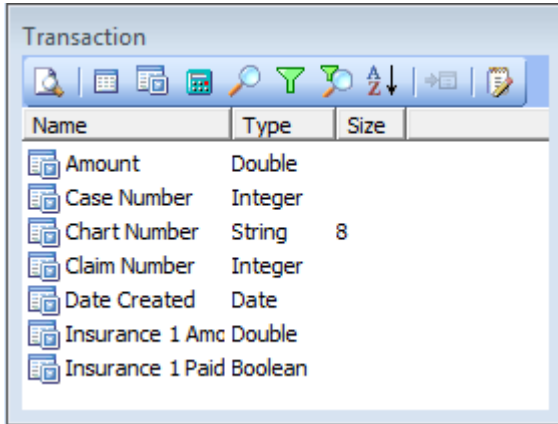 Transaction
A
Z
Name Type Size
Amount Double
Case Number Integer
Chart Number String 8
Claim Number Integer
Date Created Date
Insurance 1 Amo Double
Insurance 1 Paid Boolean